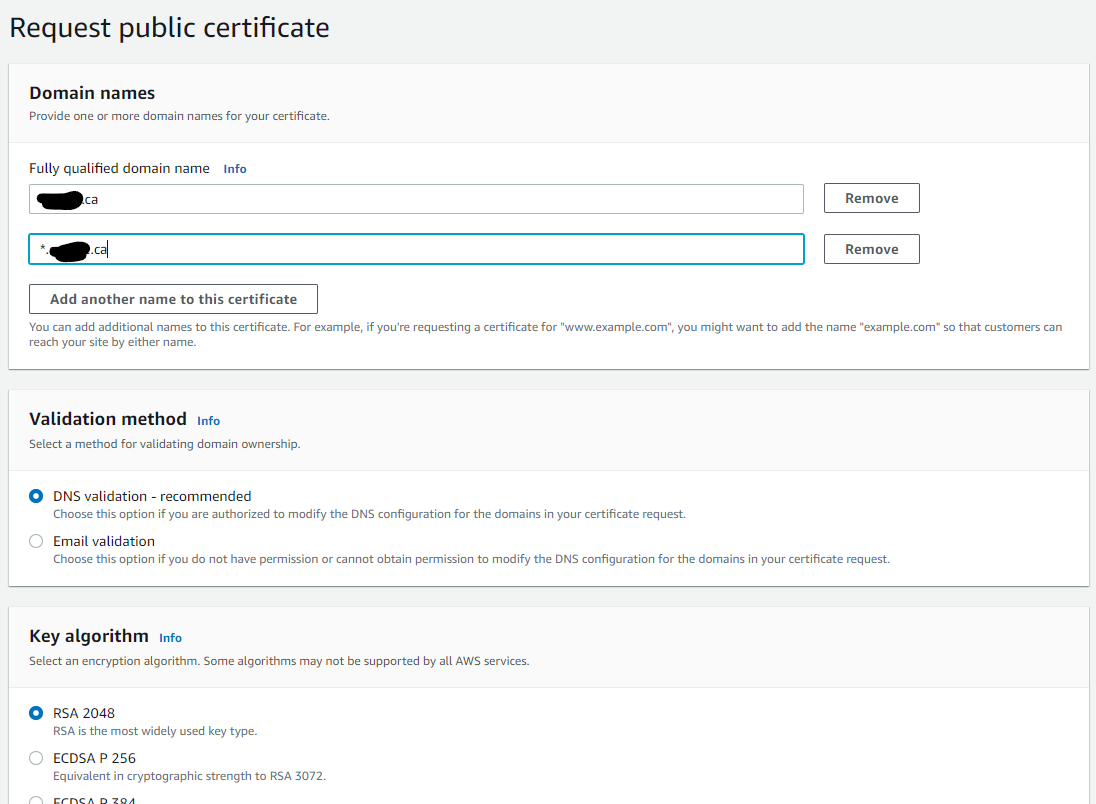 Request public certificate
Domain names
Provide one or more domain names for your certificate.
Fully qualified domain name Info
.ca
Remove
*. .ca
Remove
Add another name to this certificate
You can add additional names to this certificate. For example, if you're requesting a certificate for "www.example.com", you might want to add the name "example.com" so that customers can
reach your site by either name.
Validation method Info
Select a method for validating domain ownership.
DNS validation - recommended
Choose this option if you are authorized to modify the DNS configuration for the domains in your certificate request.
Email validation
Choose this option if you do not have permission or cannot obtain permission to modify the DNS configuration for the domains in your certificate request.
Key algorithm Info
Select an encryption algorithm. Some algorithms may not be supported by all AWS services.
RSA 2048
RSA is the most widely used key type.
ECDSA P 256
Equivalent in cryptographic strength to RSA 3072.
ECDSA P 384